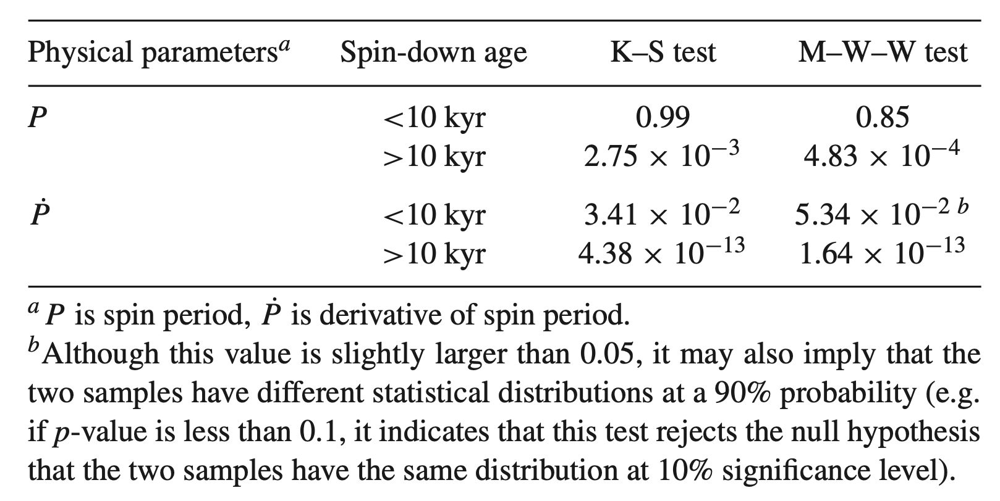 Physical parametersᵃ Spin-down age K–S test M–W–W test
P <10 kyr 0.99 0.85
>10 kyr 2.75 × 10⁻³ 4.83 × 10⁻⁴
Ṗ <10 kyr 3.41 × 10⁻² 5.34 × 10⁻² ᵇ
>10 kyr 4.38 × 10⁻¹³ 1.64 × 10⁻¹³
ᵃ P is spin period, Ṗ is derivative of spin period.
ᵇ Although this value is slightly larger than 0.05, it may also imply that the
two samples have different statistical distributions at a 90% probability (e.g.
if p-value is less than 0.1, it indicates that this test rejects the null hypothesis
that the two samples have the same distribution at 10% significance level).